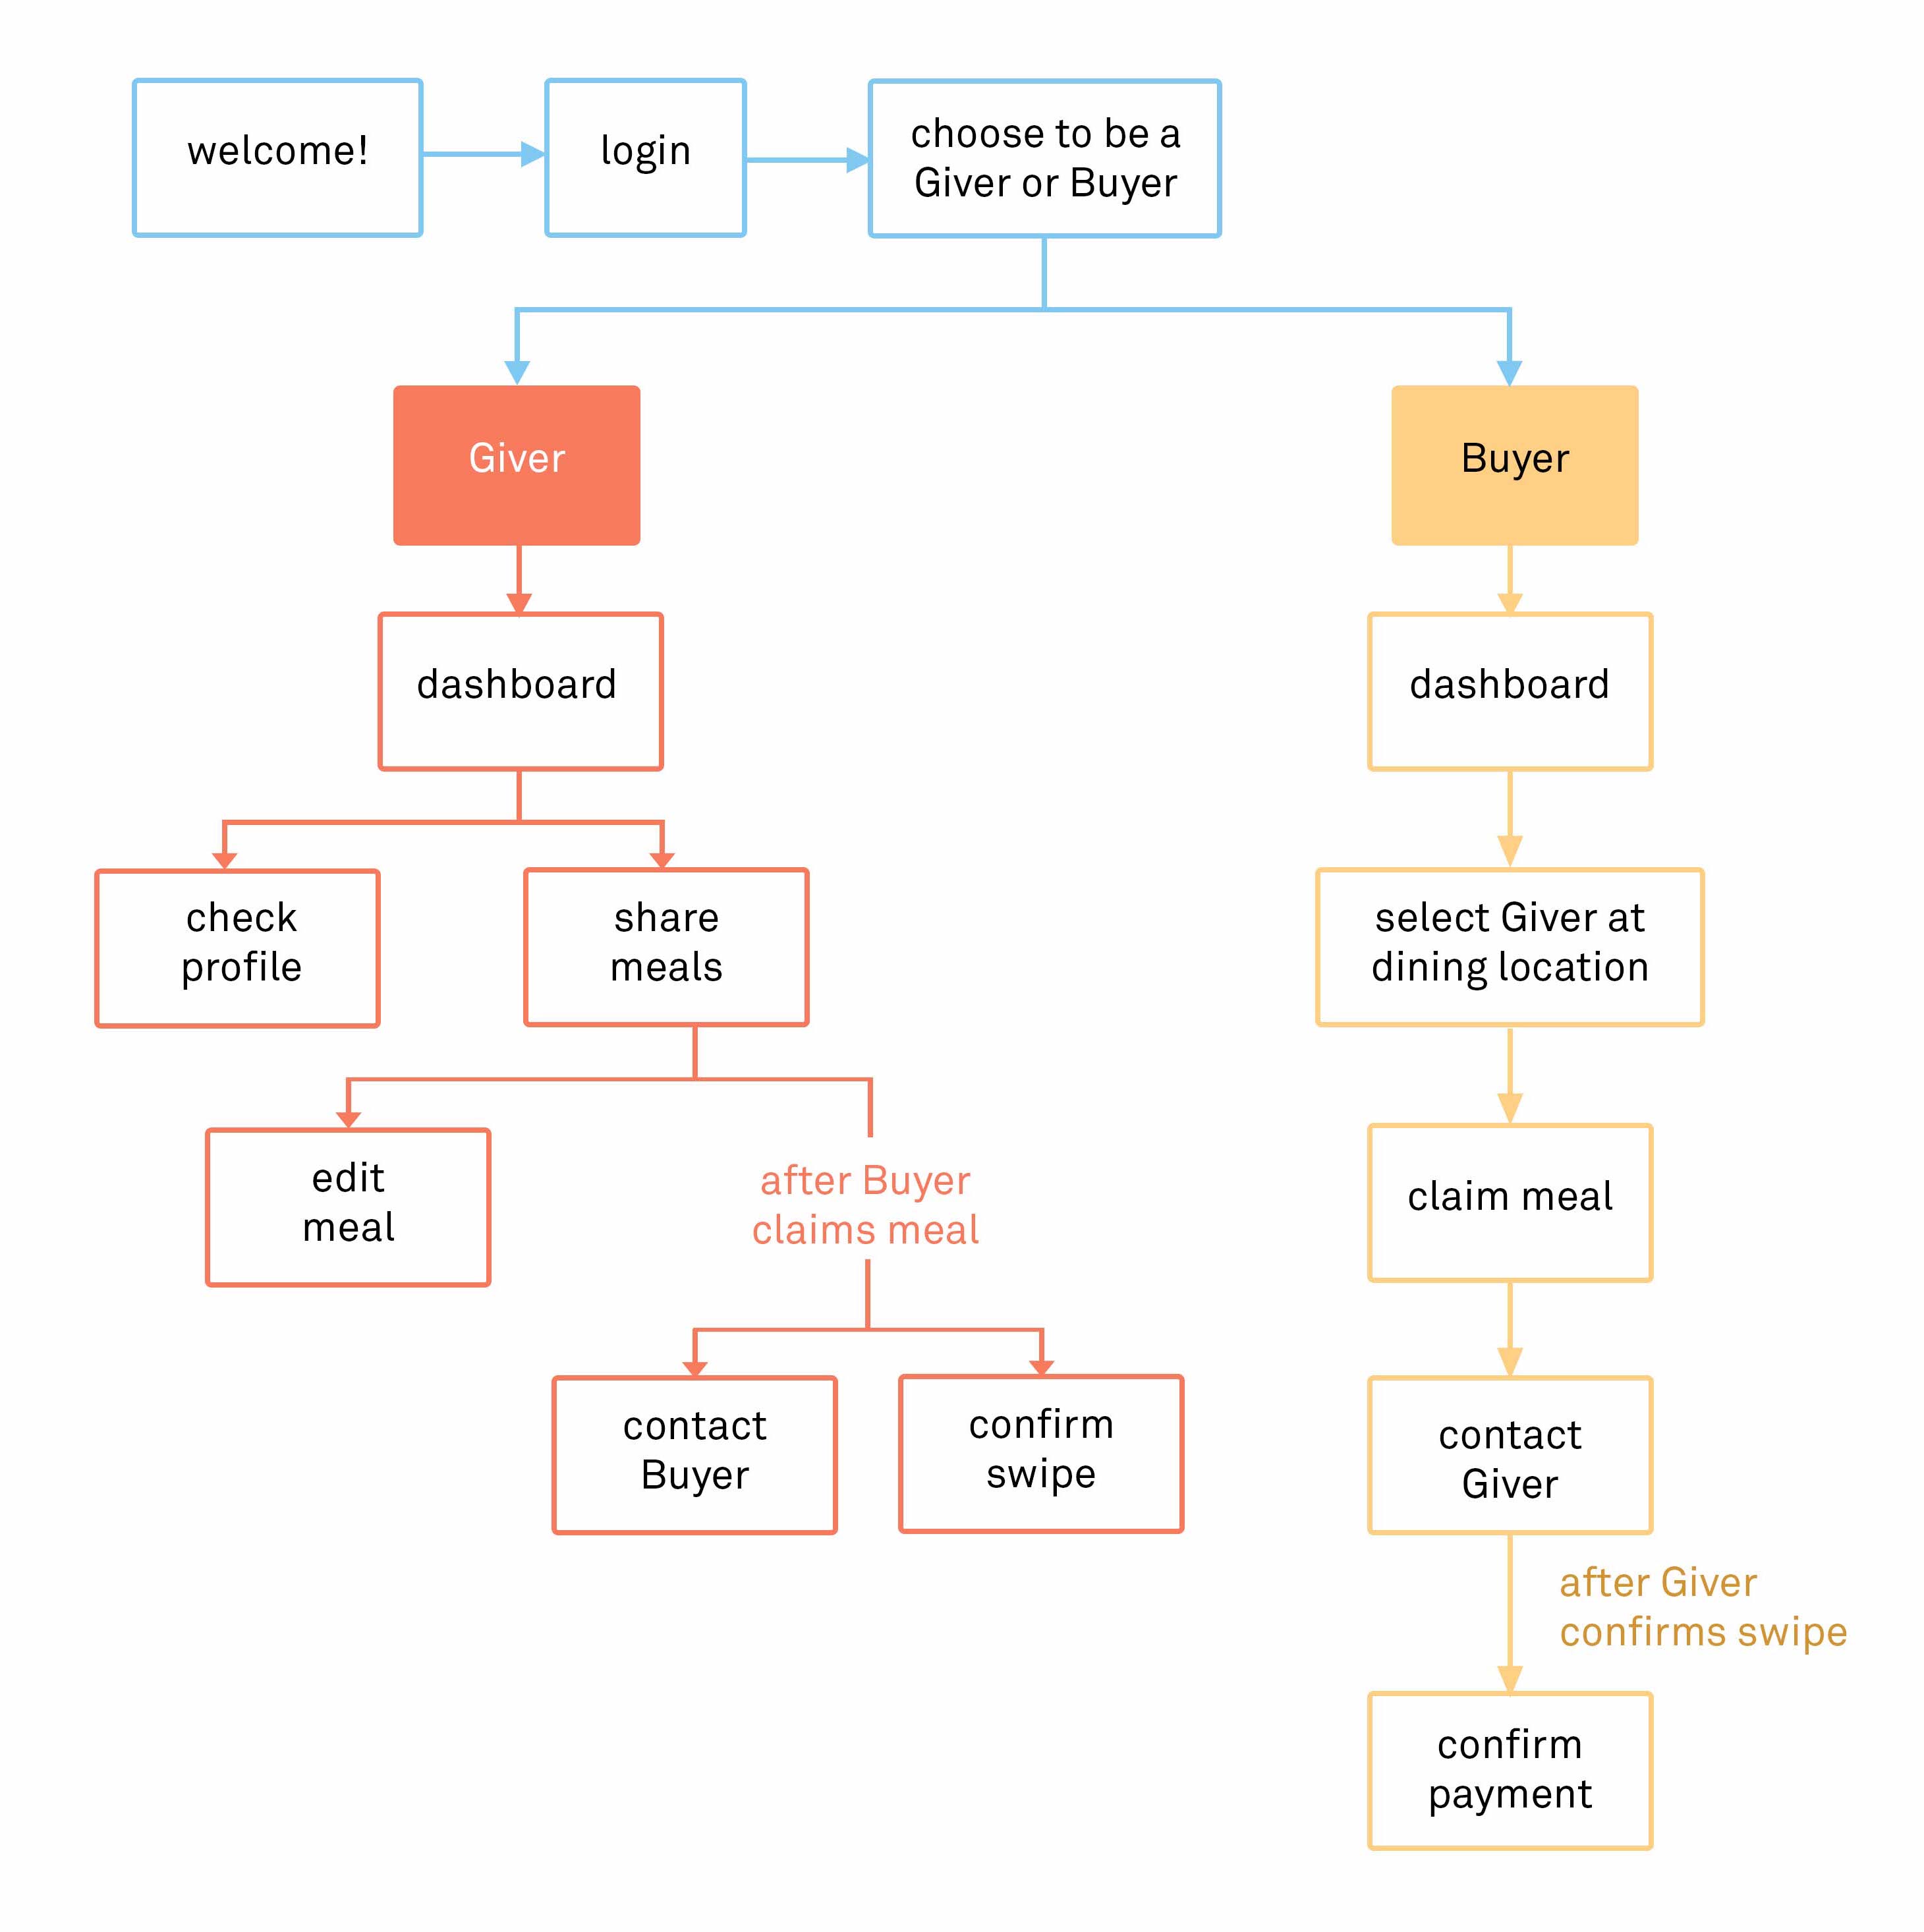 welcome!
login
choose to be a
Giver or Buyer
Giver
Buyer
dashboard
dashboard
check
profile
share
meals
select Giver at
dining location
edit
meal
after Buyer
claims meal
claim meal
contact
Buyer
confirm
swipe
contact
Giver
after Giver
confirms swipe
confirm
payment